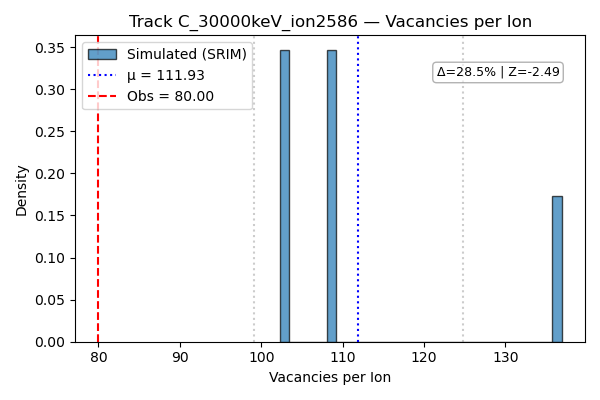 Track C_30000keV_ion2586 — Vacancies per Ion
Simulated (SRIM)
μ = 111.93
Obs = 80.00
Δ=28.5% | Z=-2.49
Density
0.35
0.30
0.25
0.20
0.15
0.10
0.05
0.00
80
90
100
110
120
130
Vacancies per Ion